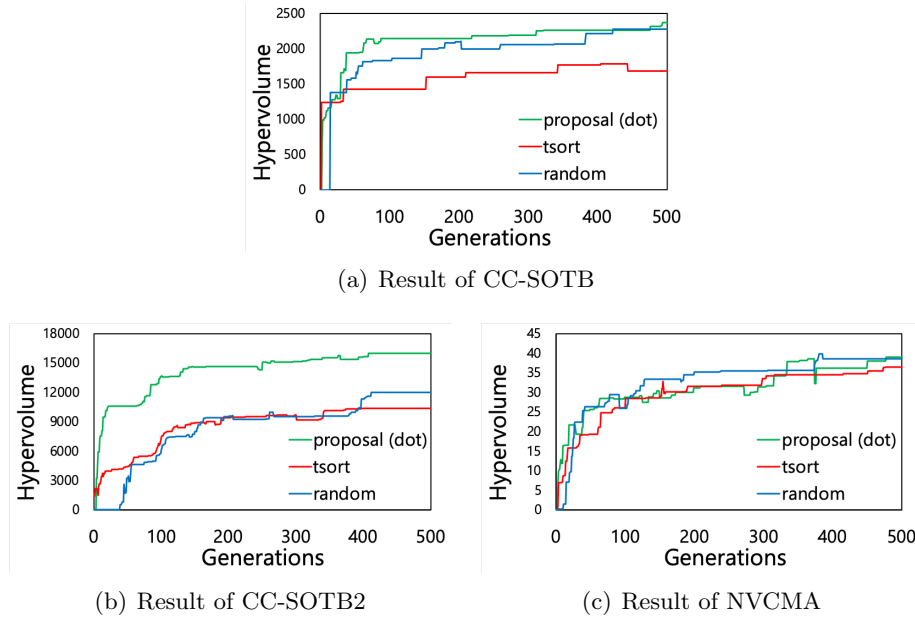 2500
2000
1500
1000
500
0
Hypervolume
proposal (dot)
tsort
random
0 100 200 300 400 500
Generations
(a) Result of CC-SOTB
18000
15000
12000
9000
6000
3000
0
Hypervolume
proposal (dot)
tsort
random
0 100 200 300 400 500
Generations
(b) Result of CC-SOTB2
45
40
35
30
25
20
15
10
5
0
Hypervolume
proposal (dot)
tsort
random
0 100 200 300 400 500
Generations
(c) Result of NVCMA